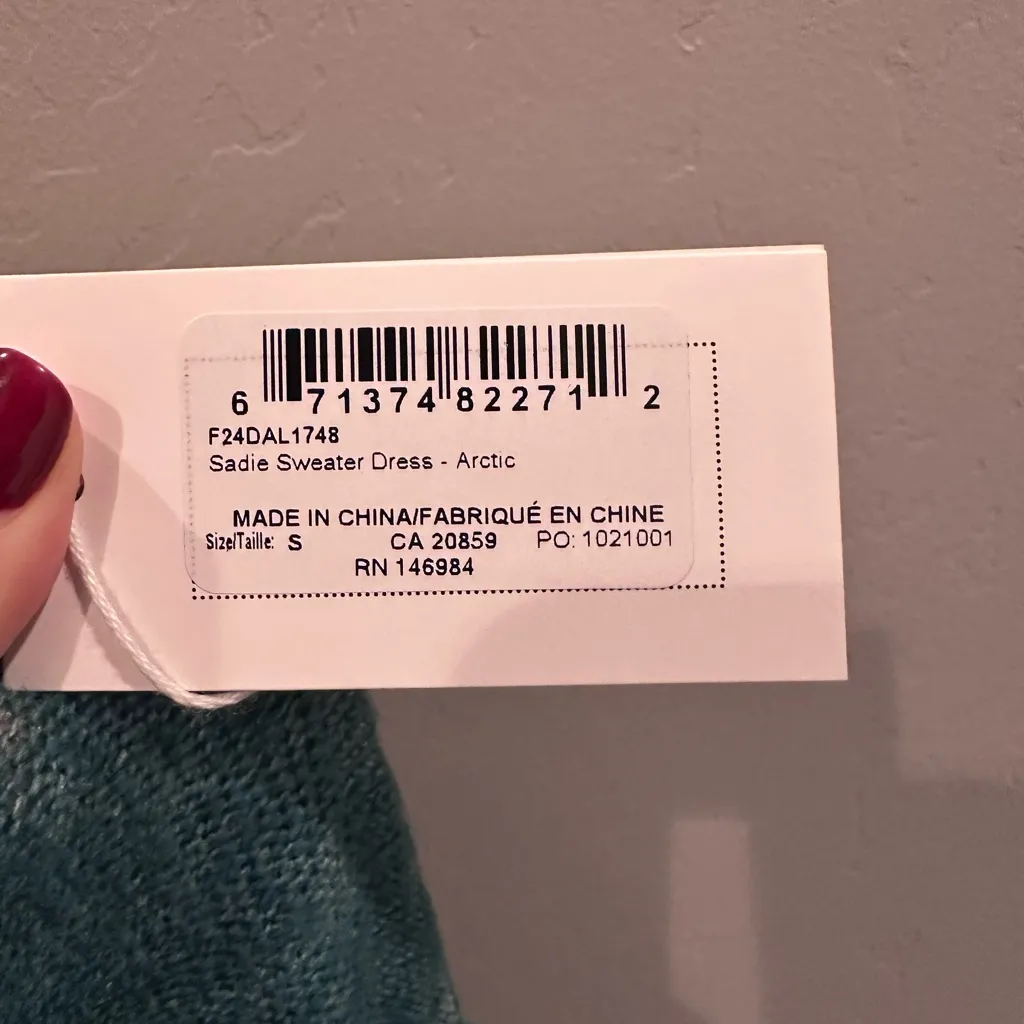 6 71374 82271 2
F24DAL1748
Sadie Sweater Dress - Arctic
MADE IN CHINA/FABRIQUÉ EN CHINE
Size/Taille: S CA 20859 PO: 1021001
RN 146984